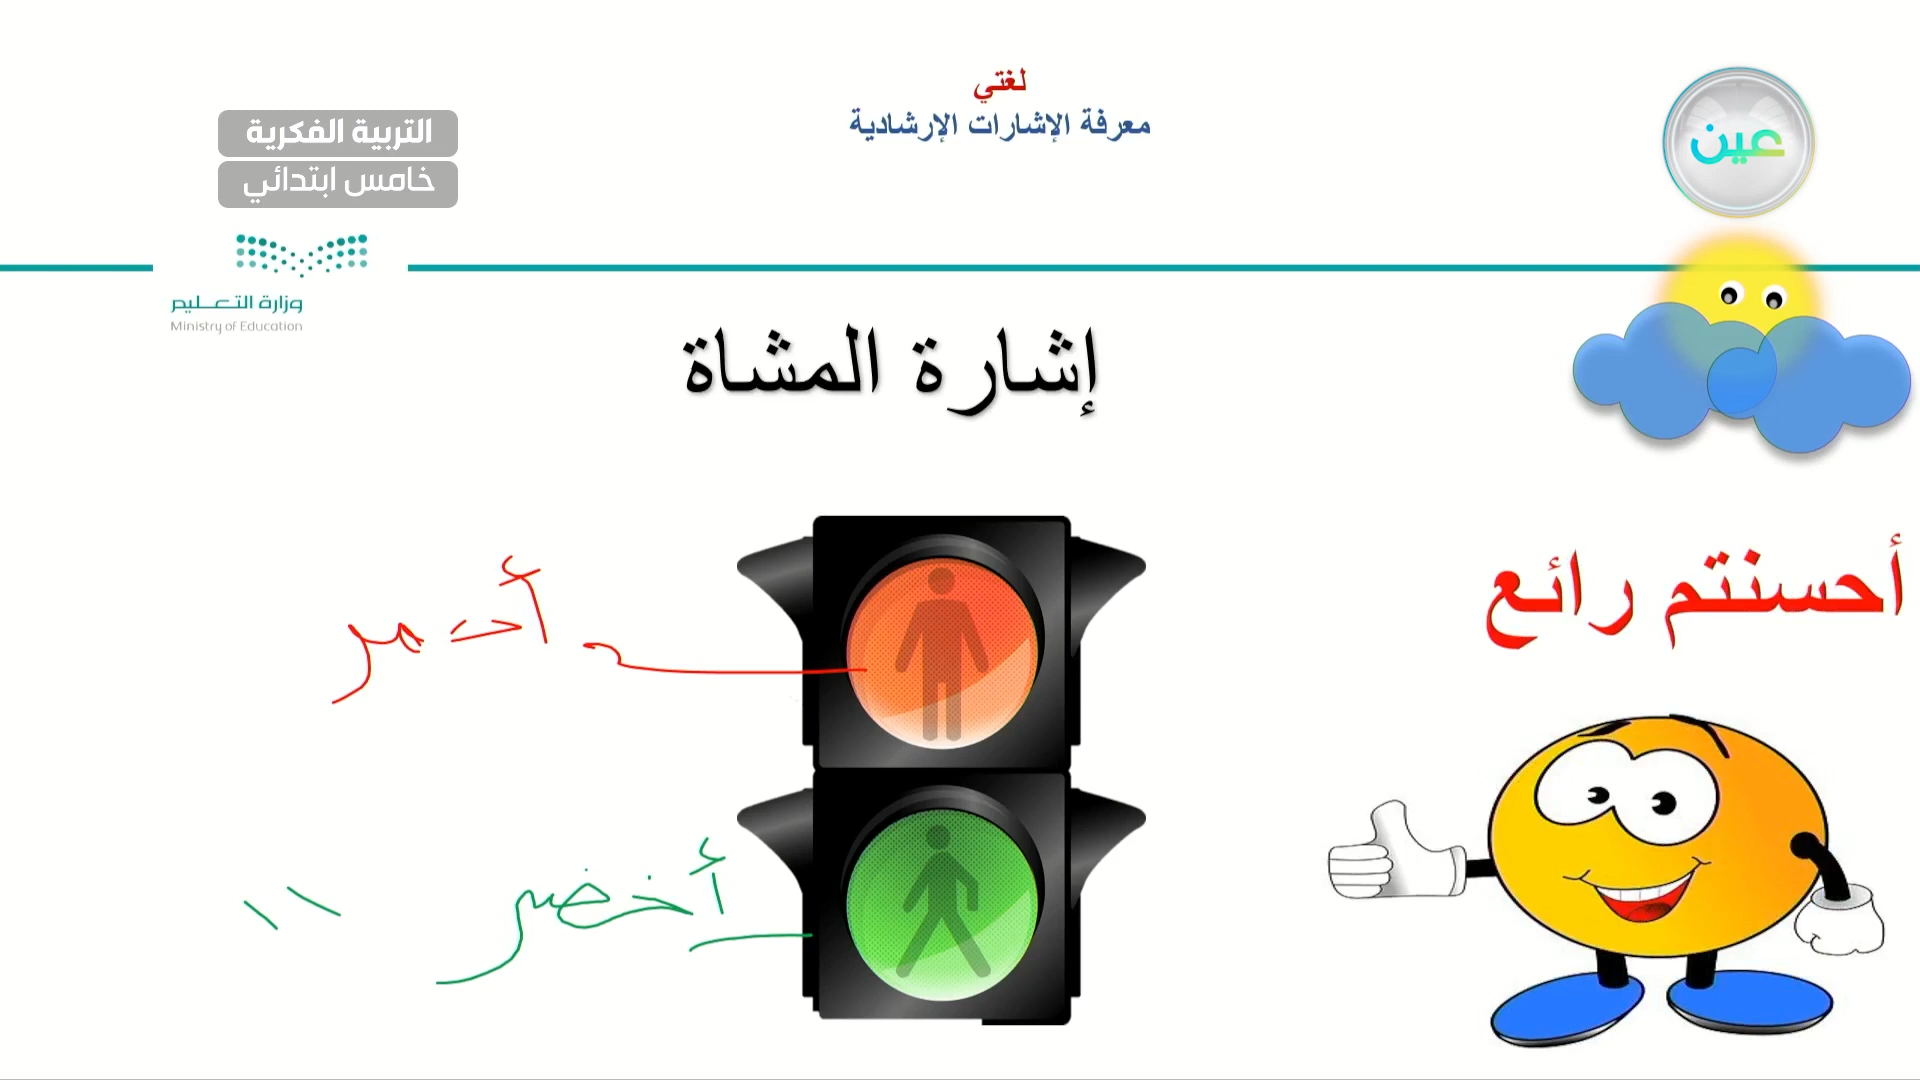 لغتي
معرفة الإشارات الإرشادية
عين
التربية الفكرية
خامس ابتدائي
وزارة التعليم
Ministry of Education
إشارة المشاة
أحسنتم رائع
أحمر
أخضر